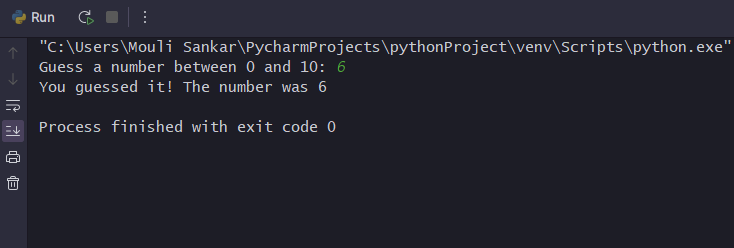 Run
"C:\Users\Mouli Sankar\PycharmProjects\pythonProject\venv\Scripts\python.exe"
Guess a number between 0 and 10: 6
You guessed it! The number was 6
Process finished with exit code 0